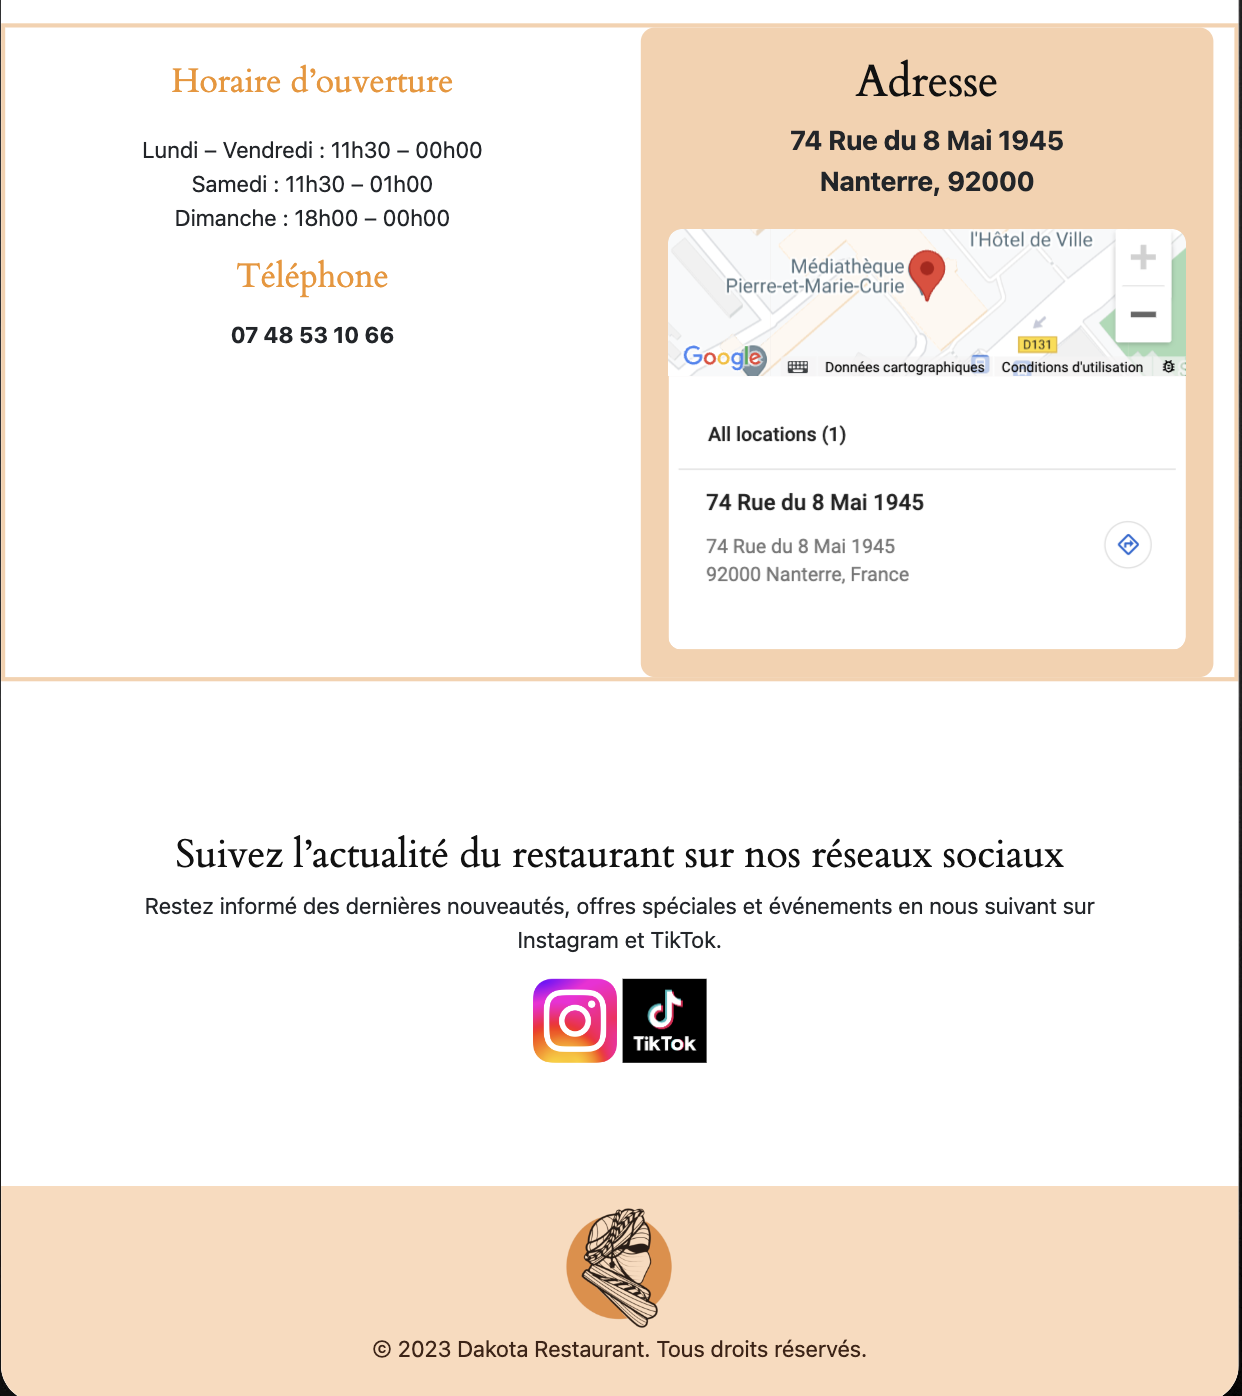 Horaire d’ouverture
Lundi – Vendredi : 11h30 – 00h00
Samedi : 11h30 – 01h00
Dimanche : 18h00 – 00h00
Téléphone
07 48 53 10 66
Adresse
74 Rue du 8 Mai 1945
Nanterre, 92000
l'Hôtel de Ville
Médiathèque
Pierre-et-Marie-Curie
D131
Google
Données cartographiques
Conditions d'utilisation
All locations (1)
74 Rue du 8 Mai 1945
74 Rue du 8 Mai 1945
92000 Nanterre, France
Suivez l’actualité du restaurant sur nos réseaux sociaux
Restez informé des dernières nouveautés, offres spéciales et événements en nous suivant sur
Instagram et TikTok.
TikTok
© 2023 Dakota Restaurant. Tous droits réservés.